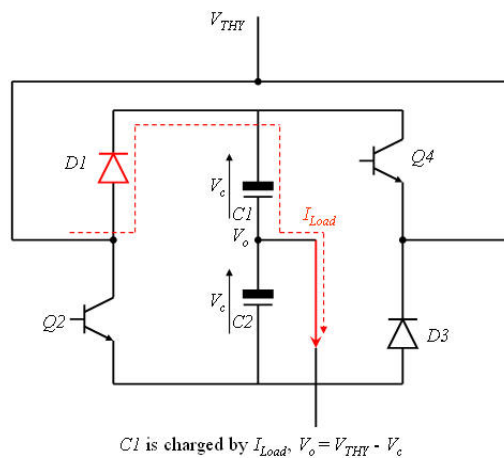 V_THY
D1
Q4
V_c
C1
I_Load
V_o
V_c
C2
Q2
D3
C1 is charged by I_Load, V_o = V_THY - V_c